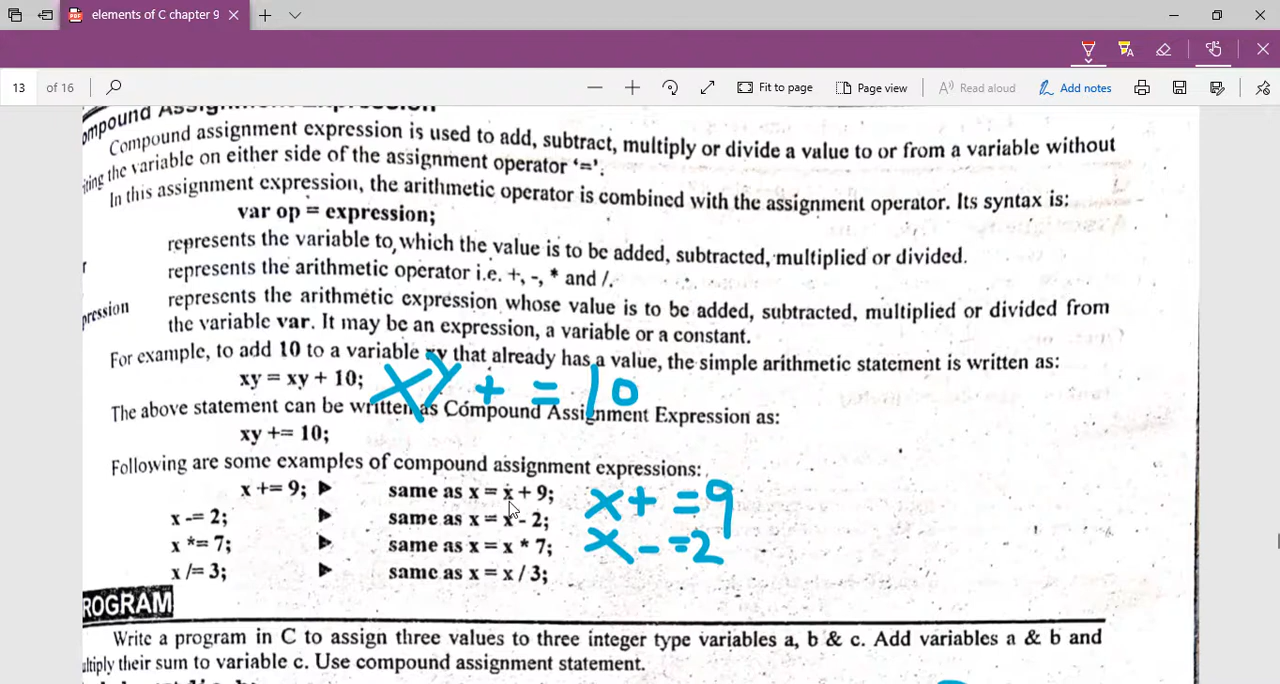 elements of C chapter 9
13 of 16
Fit to page
Page view
Read aloud
Add notes
ompound Assignment Expression
Compound assignment expression is used to add, subtract, multiply or divide a value to or from a variable without
iting the variable on either side of the assignment operator ‘=’.
In this assignment expression, the arithmetic operator is combined with the assignment operator. Its syntax is:
var op = expression;
r represents the variable to, which the value is to be added, subtracted, multiplied or divided.
represents the arithmetic operator i.e. +, -, * and /.
pression represents the arithmetic expression whose value is to be added, subtracted, multiplied or divided from
the variable var. It may be an expression, a variable or a constant.
For example, to add 10 to a variable xy that already has a value, the simple arithmetic statement is written as:
xy = xy + 10; xy + = 10
The above statement can be written as Compound Assignment Expression as:
xy += 10;
Following are some examples of compound assignment expressions:
x += 9; same as x = x + 9; x + = 9
x -= 2; same as x = x - 2; x - = 2
x *= 7; same as x = x * 7;
x /= 3; same as x = x / 3;
ROGRAM
Write a program in C to assign three values to three integer type variables a, b & c. Add variables a & b and
ultiply their sum to variable c. Use compound assignment statement.